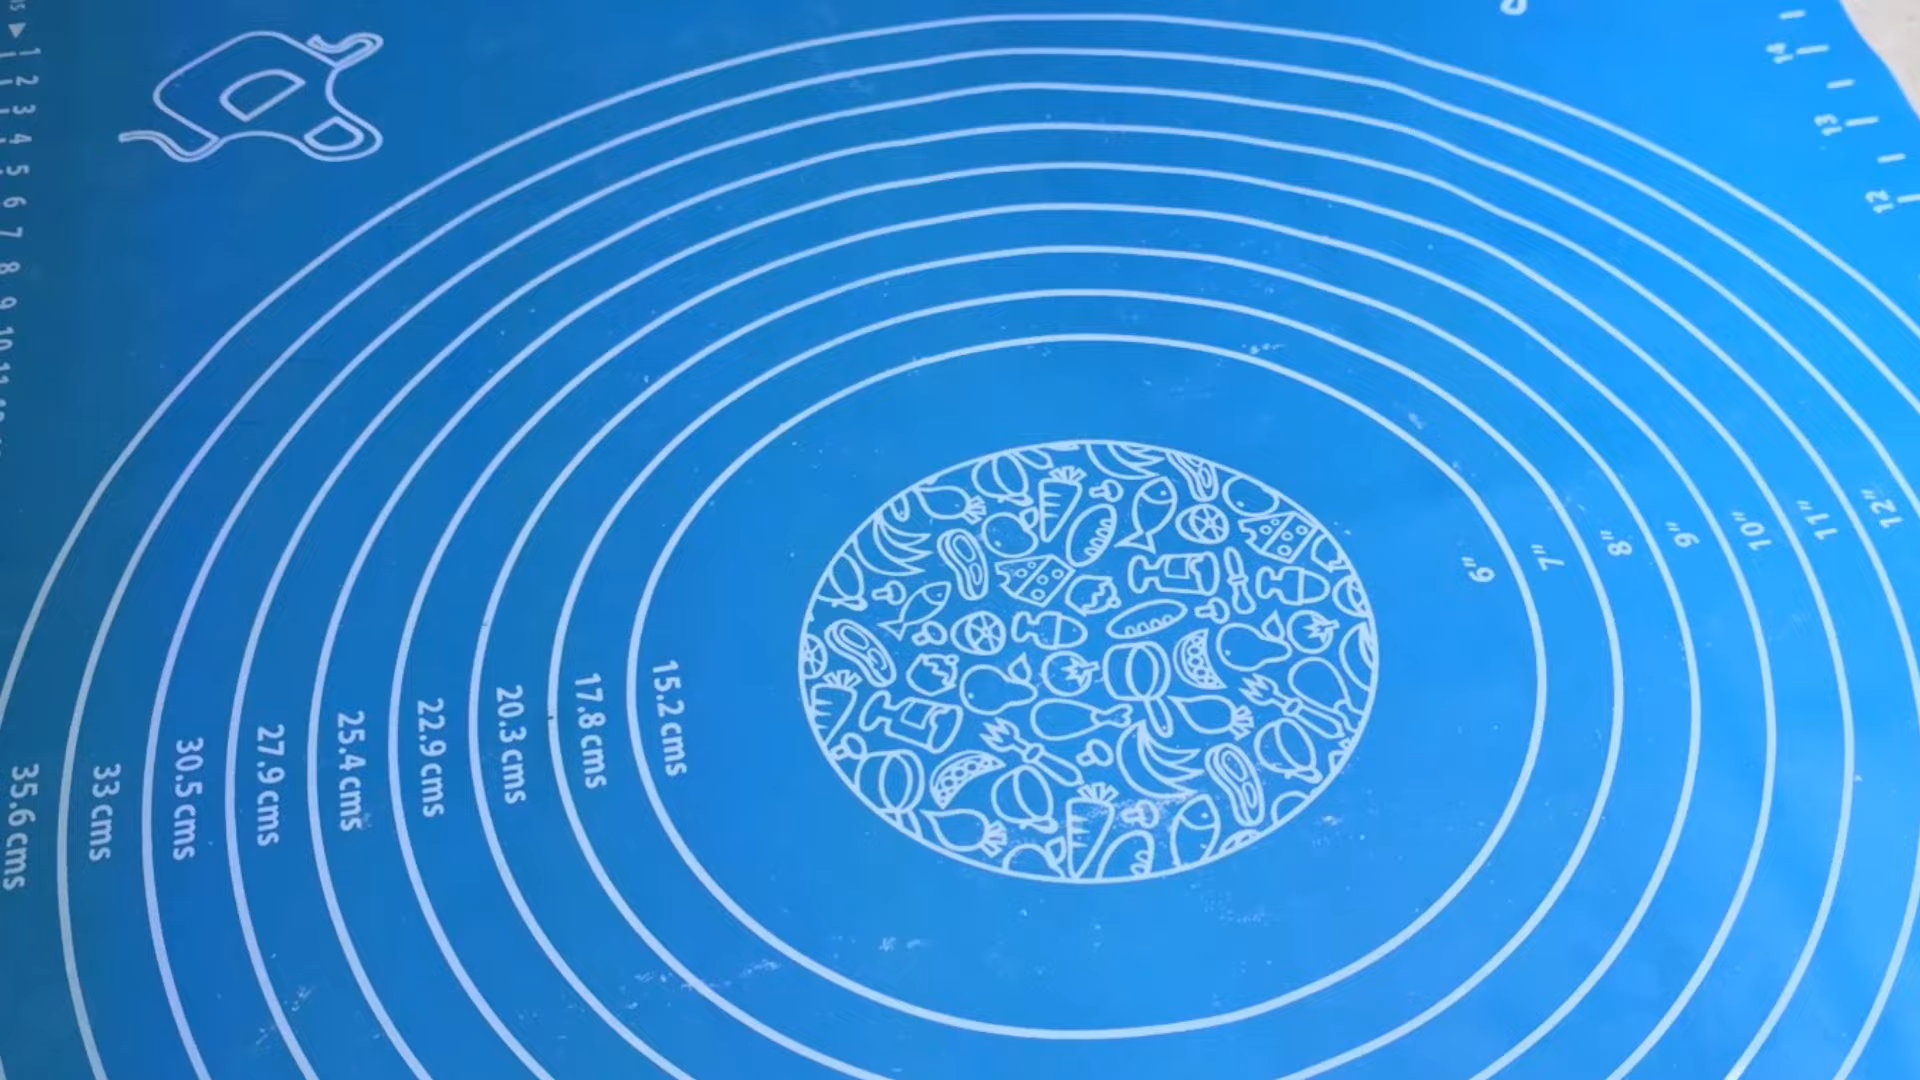 1 2 3 4 5 6 7 8 9 10 11
35.6 cms
33 cms
30.5 cms
27.9 cms
25.4 cms
22.9 cms
20.3 cms
17.8 cms
15.2 cms
6"
7"
8"
9"
10"
11"
12"
14
13
12